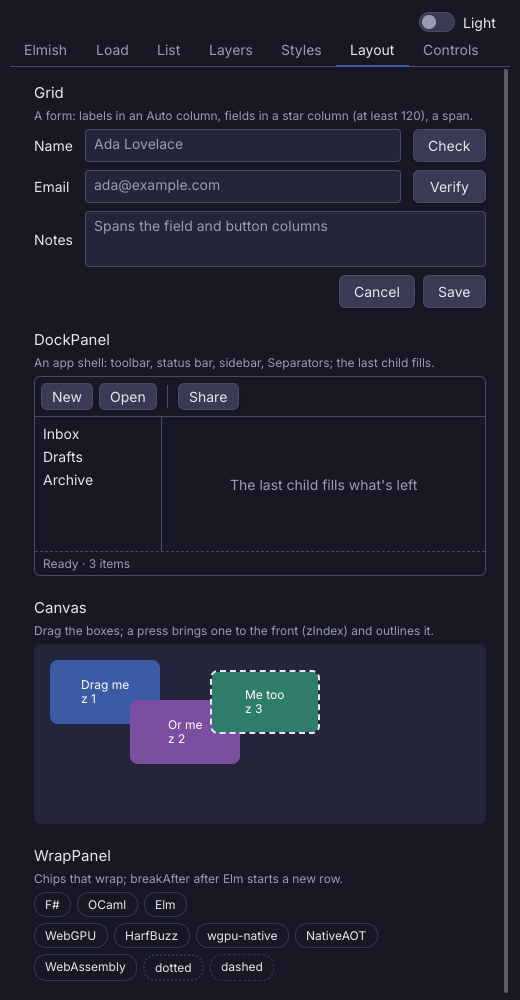 Light
Elmish Load List Layers Styles Layout Controls
Grid
A form: labels in an Auto column, fields in a star column (at least 120), a span.
Name Ada Lovelace Check
Email ada@example.com Verify
Notes Spans the field and button columns
Cancel Save
DockPanel
An app shell: toolbar, status bar, sidebar, Separators; the last child fills.
New Open Share
Inbox
Drafts
Archive
The last child fills what's left
Ready · 3 items
Canvas
Drag the boxes; a press brings one to the front (zIndex) and outlines it.
Drag me
z 1
Or me
z 2
Me too
z 3
WrapPanel
Chips that wrap; breakAfter after Elm starts a new row.
F# OCaml Elm
WebGPU HarfBuzz wgpu-native NativeAOT
WebAssembly dotted dashed